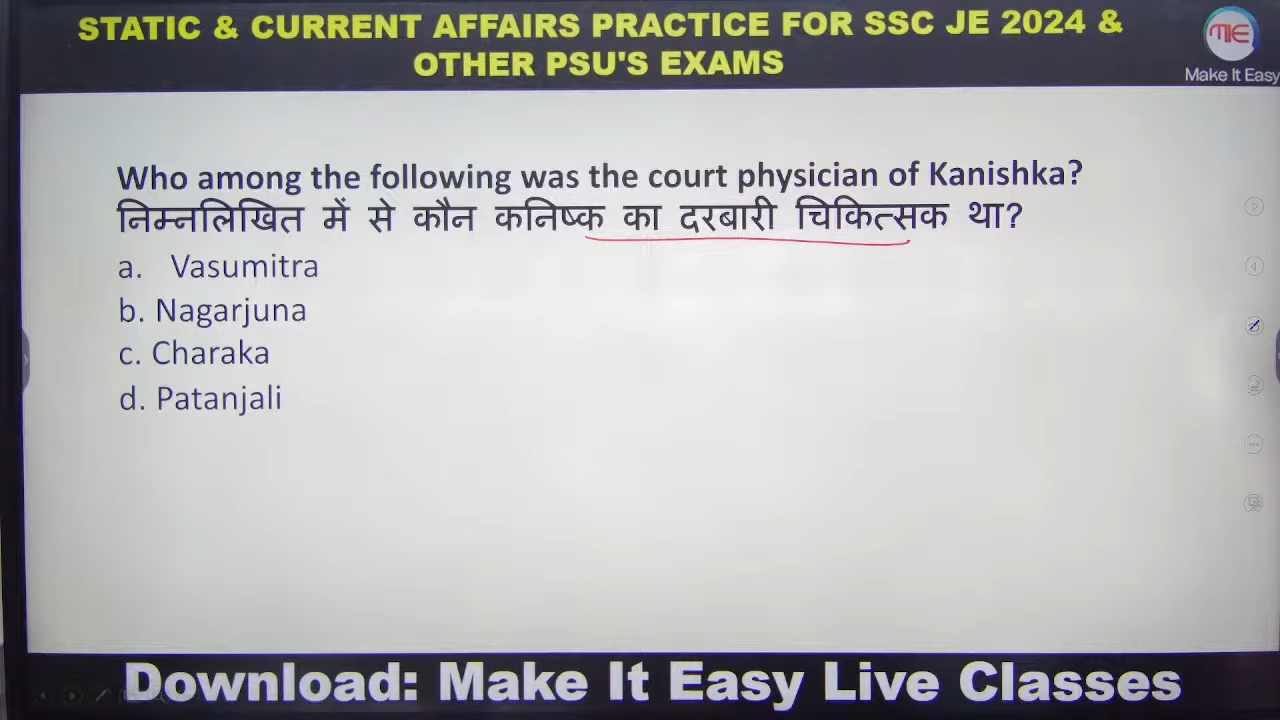 STATIC & CURRENT AFFAIRS PRACTICE FOR SSC JE 2024 &
OTHER PSU'S EXAMS
MIE
Make It Easy
Who among the following was the court physician of Kanishka?
निम्नलिखित में से कौन कनिष्क का दरबारी चिकित्सक था?
a. Vasumitra
b. Nagarjuna
c. Charaka
d. Patanjali
Download: Make It Easy Live Classes